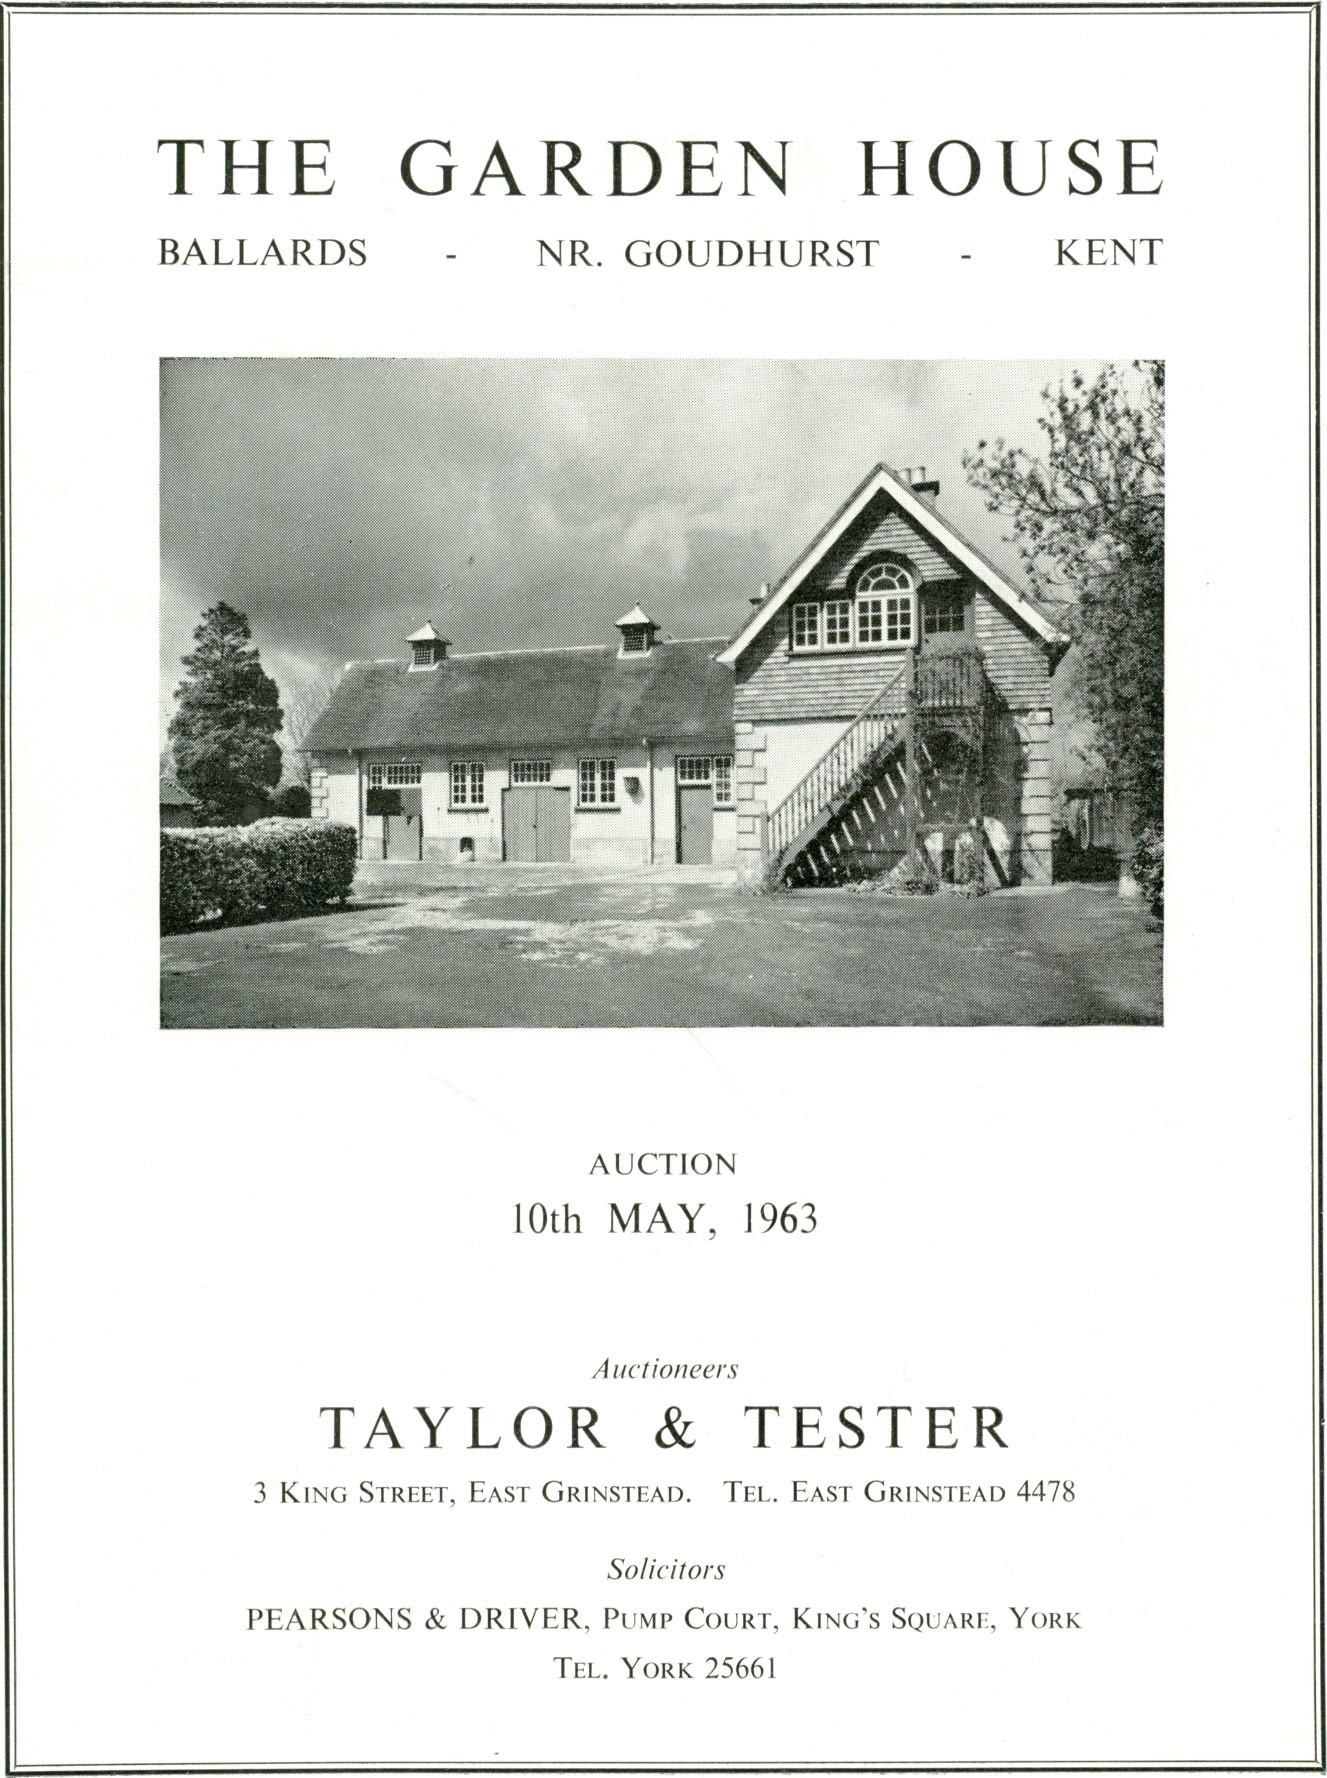 THE GARDEN HOUSE
BALLARDS - NR. GOUDHURST - KENT
AUCTION
10th MAY, 1963
Auctioneers
TAYLOR & TESTER
3 KING STREET, EAST GRINSTEAD. TEL. EAST GRINSTEAD 4478
Solicitors
PEARSONS & DRIVER, PUMP COURT, KING'S SQUARE, YORK
TEL. YORK 25661